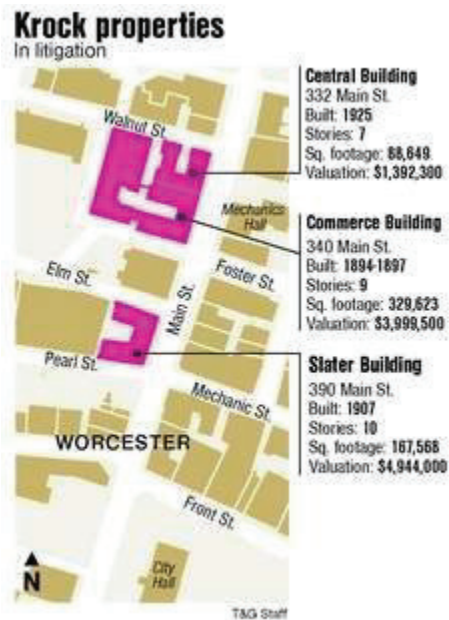 Krock properties
In litigation
Central Building
332 Main St.
Built: 1925
Stories: 7
Sq. footage: 88,649
Valuation: $1,392,300
Walnut St.
Mechanics
Hall
Commerce Building
340 Main St.
Built: 1894-1897
Stories: 9
Sq. footage: 329,623
Valuation: $3,999,500
Elm St.
Foster St.
Main St.
Pearl St.
Slater Building
390 Main St.
Built: 1907
Stories: 10
Sq. footage: 167,568
Valuation: $4,944,000
Mechanic St.
WORCESTER
Front St.
City
Hall
N
T&G Staff